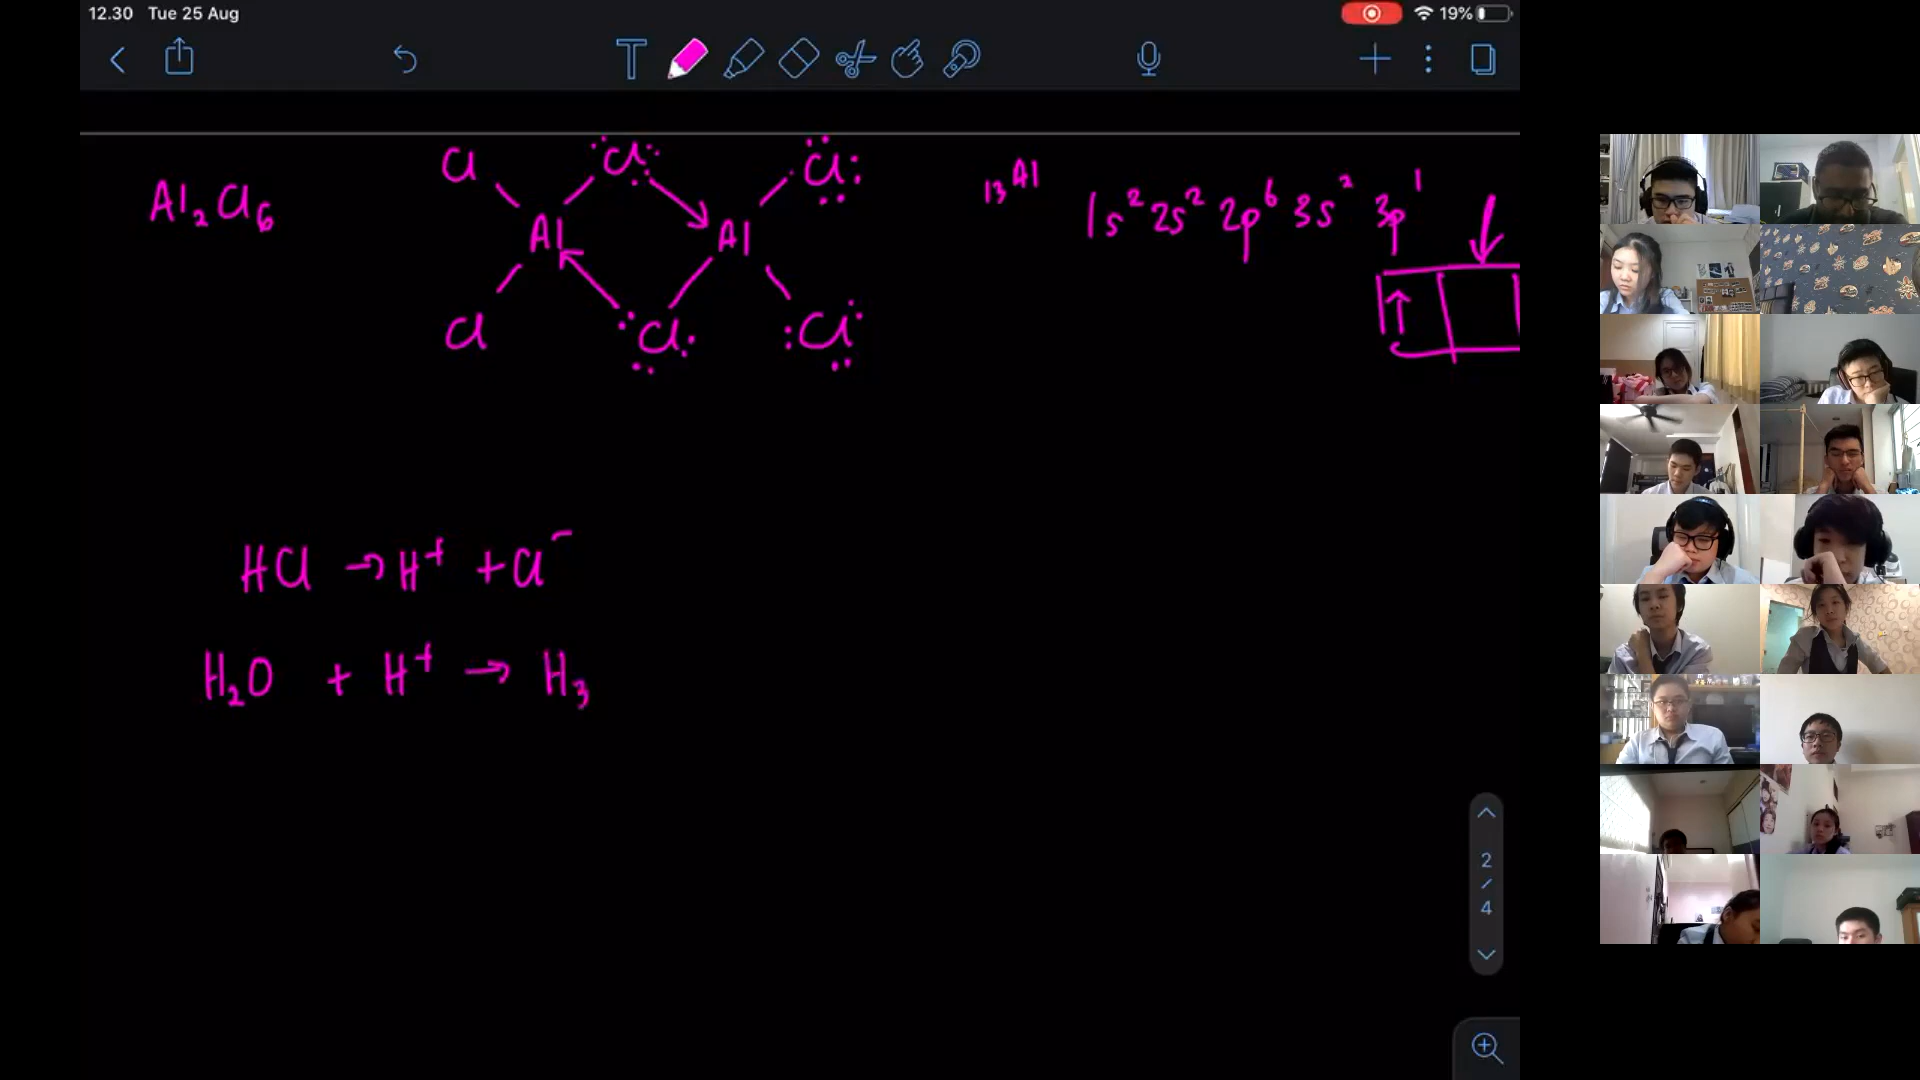 12.30 Tue 25 Aug
19%
T
Al₂Cl₆
Cl Cl Cl
Al Al
Cl Cl Cl
₁₃Al 1s² 2s² 2p⁶ 3s² 3p¹
HCl → H⁺ + Cl⁻
H₂O + H⁺ → H₃
2
/
4